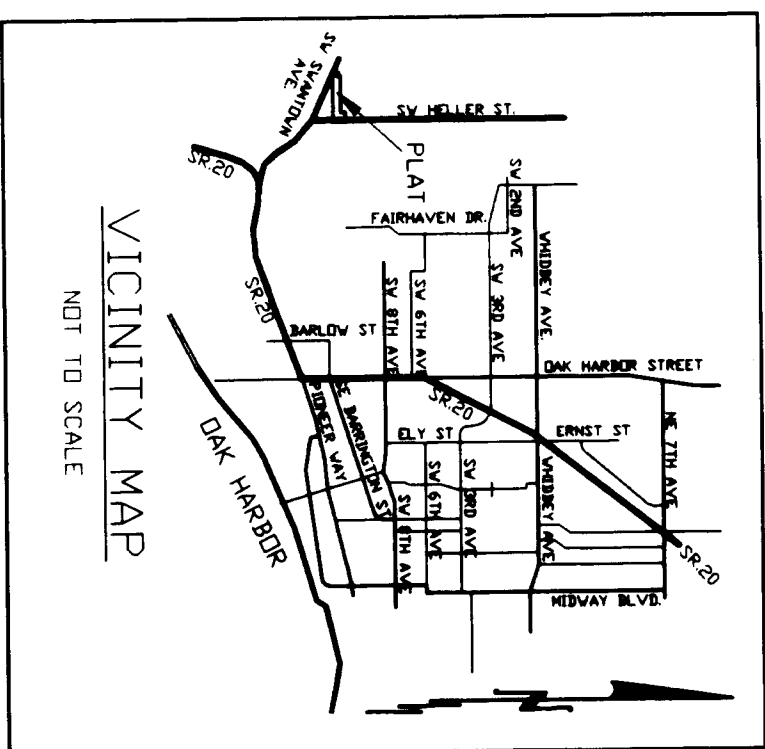 SW SWANTOWN
AVE.
SW HELLER ST.
PLAT
SR.20
SW 2ND AVE
FAIRHAVEN DR.
WHIDBEY AVE.
SW 3RD AVE
SW 6TH AVE
SW 8TH AVE
SR.20
BARLOW ST
OAK HARBOR STREET
SR.20
PIONEER WAY
SE BARRINGTON ST
ELY ST
ERNST ST
NE 7TH AVE
SW 3RD AVE
SW 6TH AVE
SW 8TH AVE
WHIDBEY AVE
SR.20
MIDWAY BLVD.
OAK HARBOR
VICINITY MAP
NOT TO SCALE
N